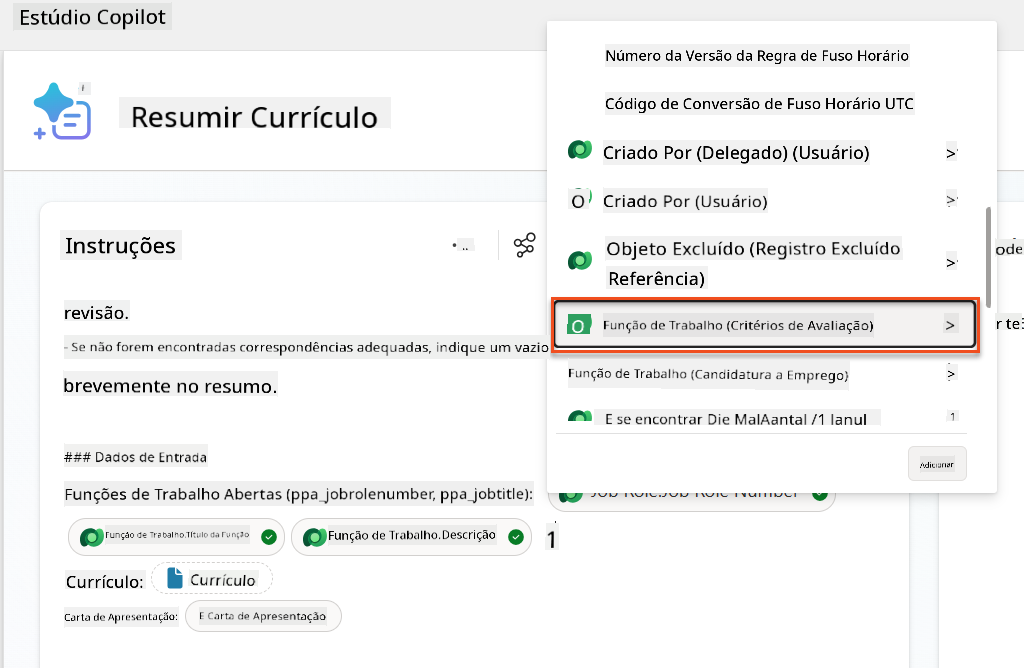 Estúdio Copilot
Resumir Currículo
Instruções
revisão.
- Se não forem encontradas correspondências adequadas, indique um vazio
brevemente no resumo.
### Dados de Entrada
Funções de Trabalho Abertas (ppa_jobrolenumber, ppa_jobtitle):
Job Role.Job Role Number
Função de Trabalho.Título da Função
Função de Trabalho.Descrição
1
Currículo:
Currículo
Carta de Apresentação:
E Carta de Apresentação
Número da Versão da Regra de Fuso Horário
Código de Conversão de Fuso Horário UTC
Criado Por (Delegado) (Usuário)
Criado Por (Usuário)
Objeto Excluído (Registro Excluído
Referência)
Função de Trabalho (Critérios de Avaliação)
Função de Trabalho (Candidatura a Emprego)
E se encontrar Die MalAantal /1 Ianul
1
Adicionar
ode